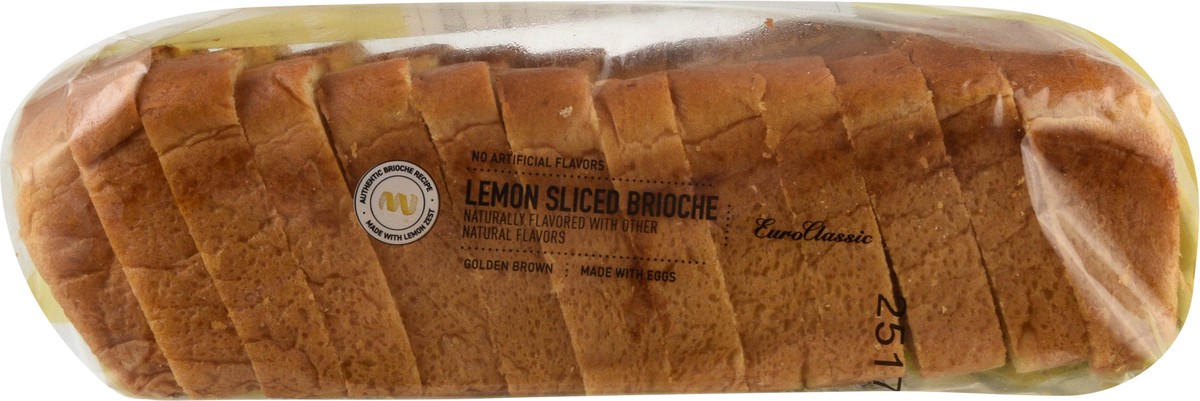 NO ARTIFICIAL FLAVORS
AUTHENTIC BRIOCHE RECIPE
MADE WITH LEMON ZEST
LEMON SLICED BRIOCHE
NATURALLY FLAVORED WITH OTHER
NATURAL FLAVORS
EuroClassic
GOLDEN BROWN
MADE WITH EGGS
2517